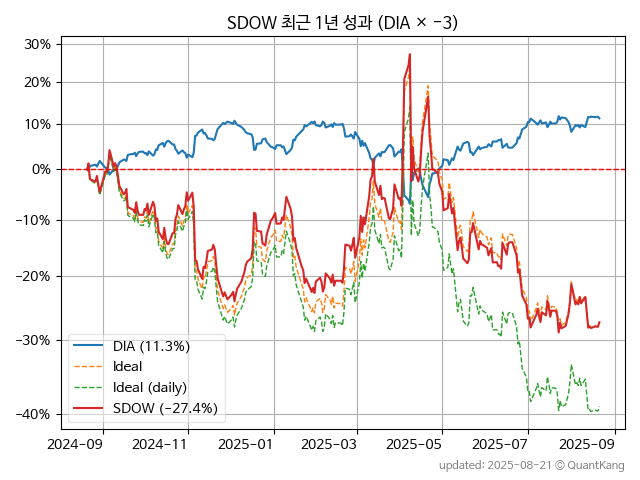 SDOW 최근 1년 성과 (DIA × −3)
30%
20%
10%
0%
−10%
−20%
−30%
−40%
DIA (11.3%)
Ideal
Ideal (daily)
SDOW (−27.4%)
2024-09
2024-11
2025-01
2025-03
2025-05
2025-07
2025-09
updated: 2025-08-21 ⓒ QuantKang